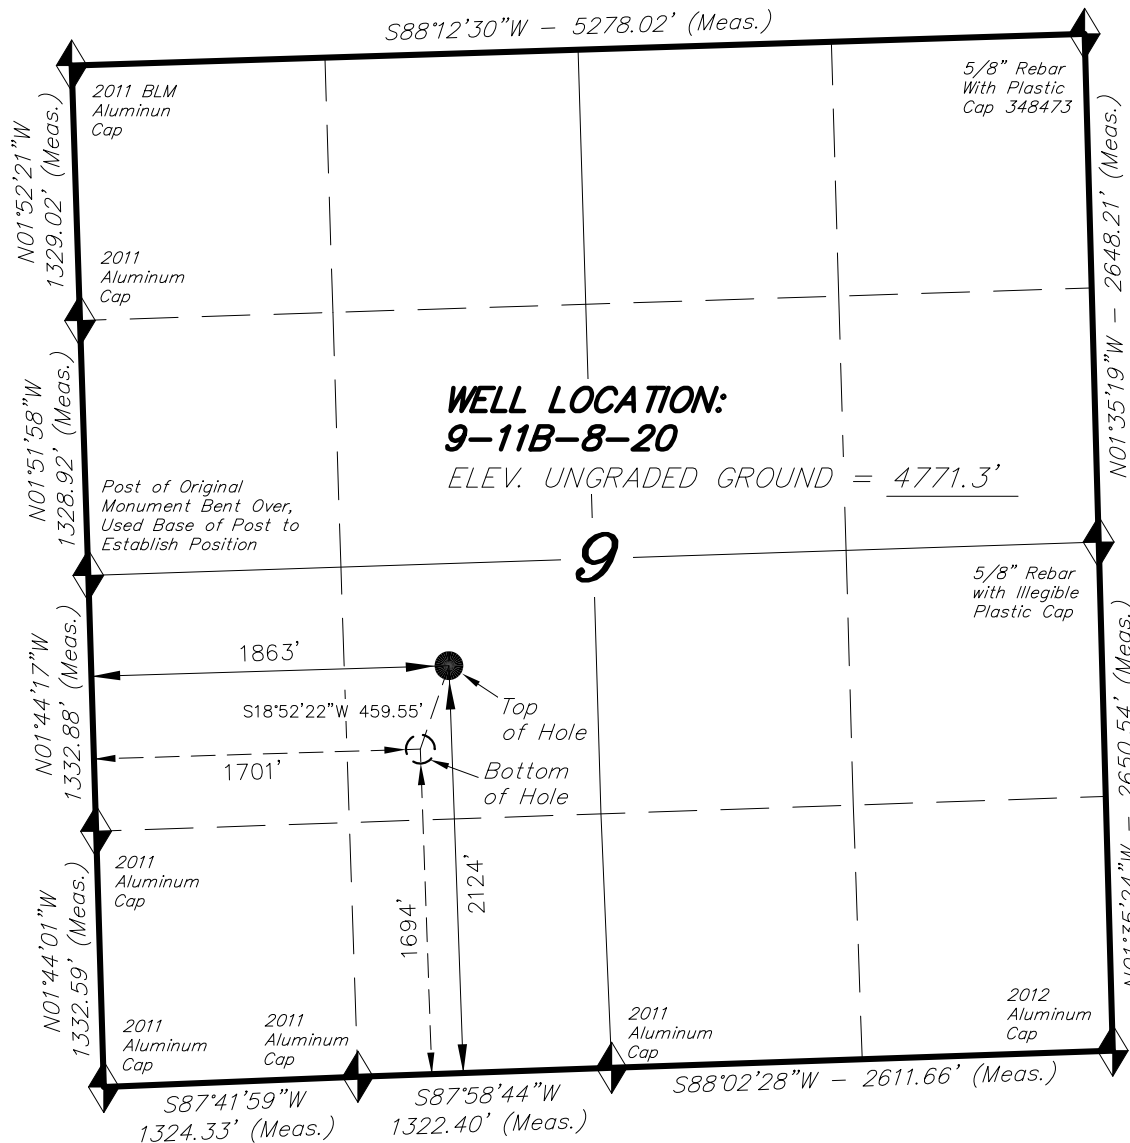 S88°12'30"W - 5278.02' (Meas.)
2011 BLM
Aluminun
Cap
5/8" Rebar
With Plastic
Cap 348473
N01°52'21"W
1329.02' (Meas.)
N01°35'19"W - 2648.21' (Meas.)
2011
Aluminum
Cap
N01°51'58"W
1328.92' (Meas.)
WELL LOCATION:
9-11B-8-20
ELEV. UNGRADED GROUND = 4771.3'
Post of Original
Monument Bent Over,
Used Base of Post to
Establish Position
9
5/8" Rebar
with Illegible
Plastic Cap
N01°44'17"W
1332.88' (Meas.)
1863'
S18°52'22"W 459.55'
Top
of Hole
1701'
Bottom
of Hole
N01°35'24"W - 2650.54' (Meas.)
2011
Aluminum
Cap
1694'
2124'
N01°44'01"W
1332.59' (Meas.)
2011
Aluminum
Cap
2011
Aluminum
Cap
2011
Aluminum
Cap
2012
Aluminum
Cap
S87°41'59"W
1324.33' (Meas.)
S87°58'44"W
1322.40' (Meas.)
S88°02'28"W - 2611.66' (Meas.)